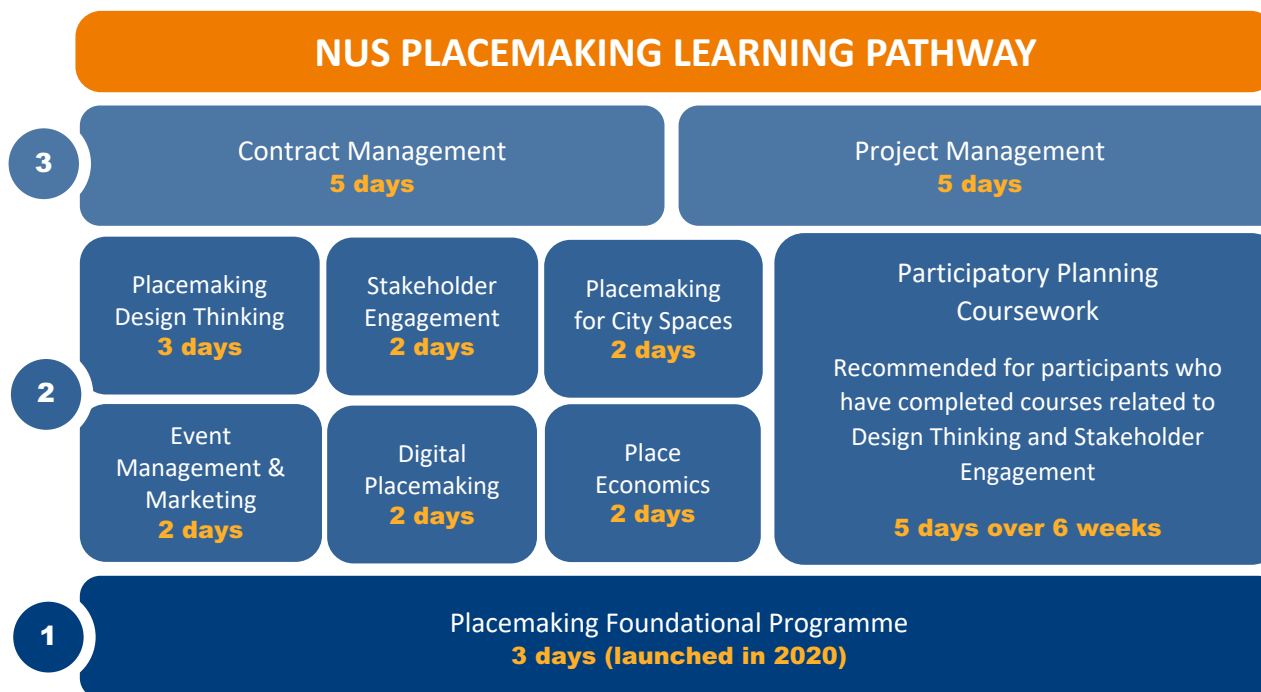 NUS PLACEMAKING LEARNING PATHWAY
3
Contract Management
5 days
Project Management
5 days
2
Placemaking
Design Thinking
3 days
Stakeholder
Engagement
2 days
Placemaking
for City Spaces
2 days
Participatory Planning
Coursework
Recommended for participants who
have completed courses related to
Design Thinking and Stakeholder
Engagement
5 days over 6 weeks
Event
Management &
Marketing
2 days
Digital
Placemaking
2 days
Place
Economics
2 days
1
Placemaking Foundational Programme
3 days (launched in 2020)